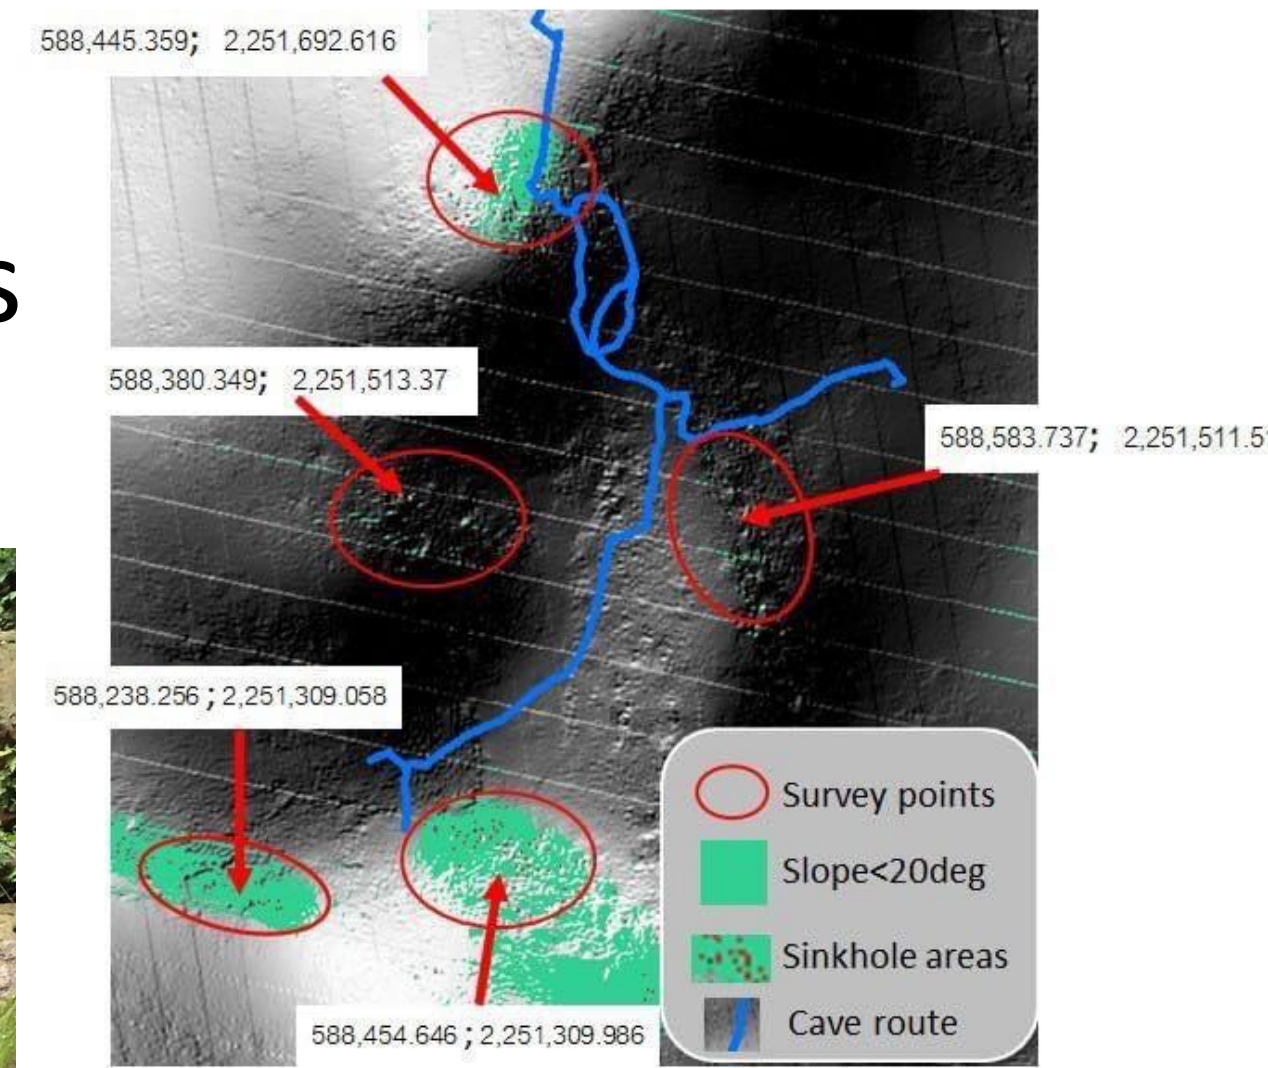 588,445.359; 2,251,692.616
s
588,380.349; 2,251,513.37
588,583.737; 2,251,511.5
588,238.256 ; 2,251,309.058
Survey points
Slope<20deg
Sinkhole areas
Cave route
588,454.646 ; 2,251,309.986